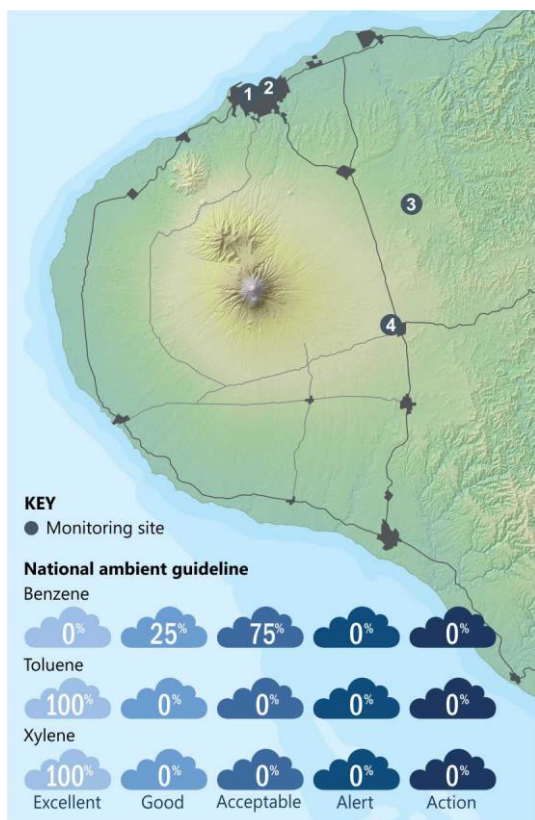 1
2
3
4
KEY
Monitoring site
National ambient guideline
Benzene
0% 25% 75% 0% 0%
Toluene
100% 0% 0% 0% 0%
Xylene
100% 0% 0% 0% 0%
Excellent Good Acceptable Alert Action